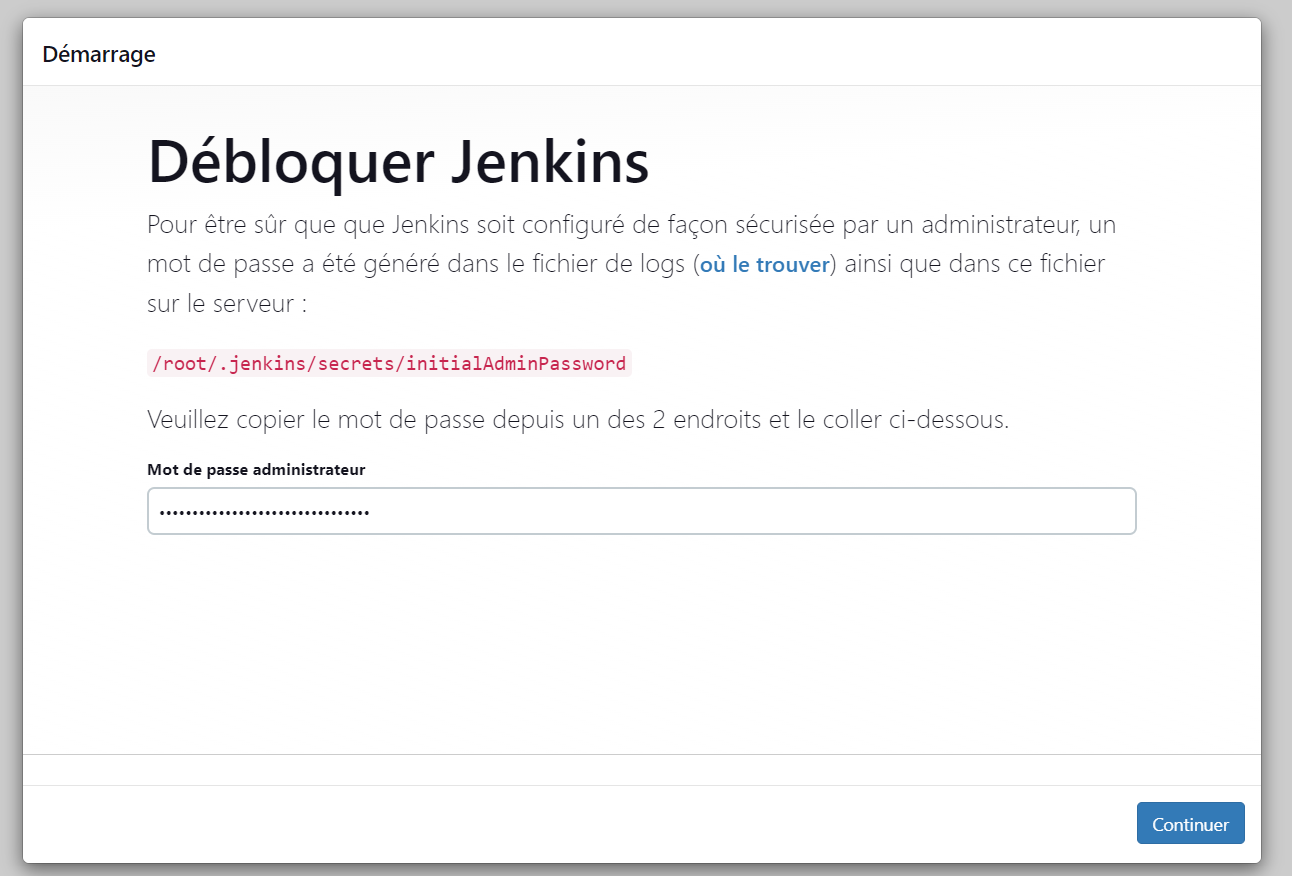 Démarrage
Débloquer Jenkins
Pour être sûr que que Jenkins soit configuré de façon sécurisée par un administrateur, un
mot de passe a été généré dans le fichier de logs (où le trouver) ainsi que dans ce fichier
sur le serveur :
/root/.jenkins/secrets/initialAdminPassword
Veuillez copier le mot de passe depuis un des 2 endroits et le coller ci-dessous.
Mot de passe administrateur
••••••••••••••••••••••••••••••••
Continuer